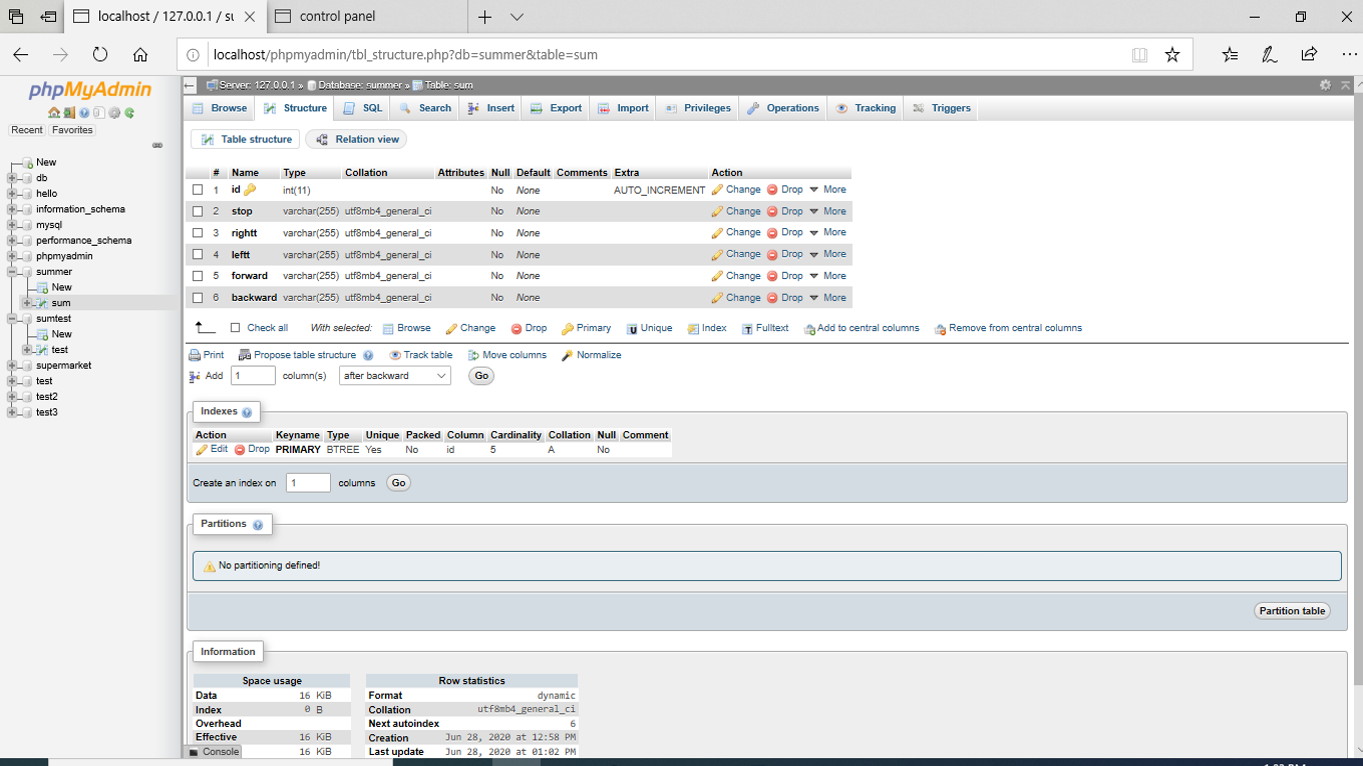 localhost / 127.0.0.1 / su
control panel
localhost/phpmyadmin/tbl_structure.php?db=summer&table=sum
phpMyAdmin
Recent Favorites
New
db
hello
information_schema
mysql
performance_schema
phpmyadmin
summer
New
sum
sumtest
New
test
supermarket
test
test2
test3
Server: 127.0.0.1 » Database: summer » Table: sum
Browse Structure SQL Search Insert Export Import Privileges Operations Tracking Triggers
Table structure Relation view
# Name Type Collation Attributes Null Default Comments Extra Action
1 id int(11) No None AUTO_INCREMENT Change Drop More
2 stop varchar(255) utf8mb4_general_ci No None Change Drop More
3 rightt varchar(255) utf8mb4_general_ci No None Change Drop More
4 leftt varchar(255) utf8mb4_general_ci No None Change Drop More
5 forward varchar(255) utf8mb4_general_ci No None Change Drop More
6 backward varchar(255) utf8mb4_general_ci No None Change Drop More
Check all With selected: Browse Change Drop Primary Unique Index Fulltext Add to central columns Remove from central columns
Print Propose table structure Track table Move columns Normalize
Add 1 column(s) after backward Go
Indexes
Action Keyname Type Unique Packed Column Cardinality Collation Null Comment
Edit Drop PRIMARY BTREE Yes No id 5 A No
Create an index on 1 columns Go
Partitions
No partitioning defined!
Partition table
Information
Space usage
Data 16 KiB
Index 0 B
Overhead
Effective 16 KiB
16 KiB
Row statistics
Format dynamic
Collation utf8mb4_general_ci
Next autoindex 6
Creation Jun 28, 2020 at 12:58 PM
Last update Jun 28, 2020 at 01:02 PM
Console